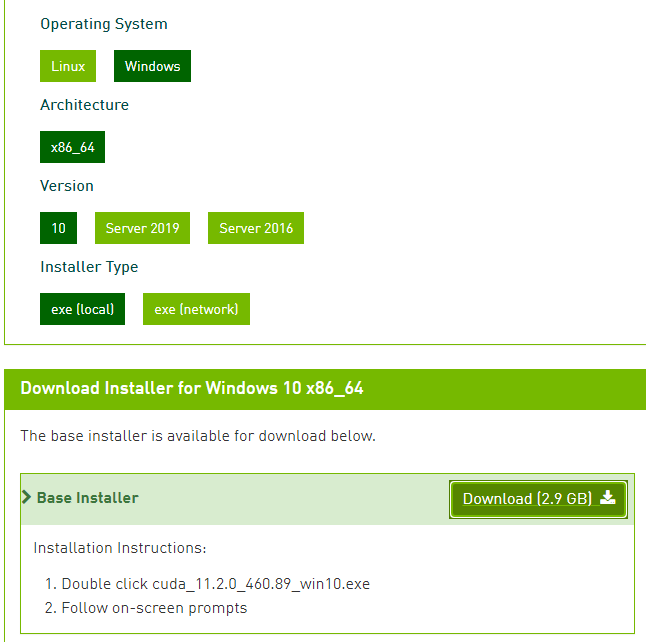 Operating System
Linux Windows
Architecture
x86_64
Version
10 Server 2019 Server 2016
Installer Type
exe (local) exe (network)
Download Installer for Windows 10 x86_64
The base installer is available for download below.
Base Installer Download (2.9 GB)
Installation Instructions:
1. Double click cuda_11.2.0_460.89_win10.exe
2. Follow on-screen prompts